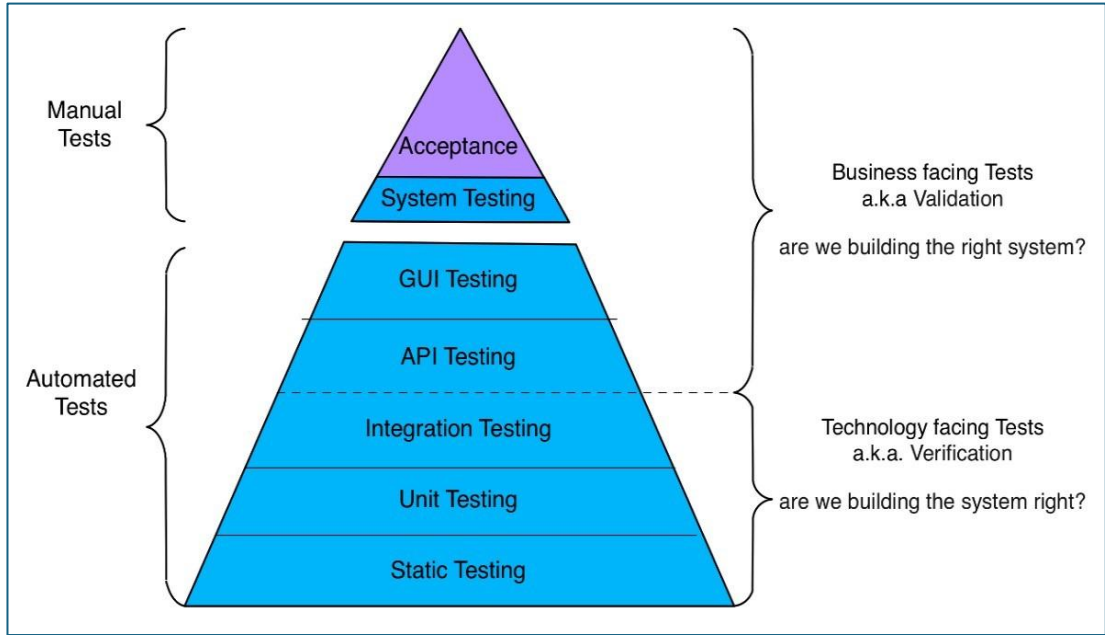 Manual
Tests
Acceptance
System Testing
Business facing Tests
a.k.a Validation
are we building the right system?
GUI Testing
API Testing
Automated
Tests
Integration Testing
Unit Testing
Static Testing
Technology facing Tests
a.k.a. Verification
are we building the system right?